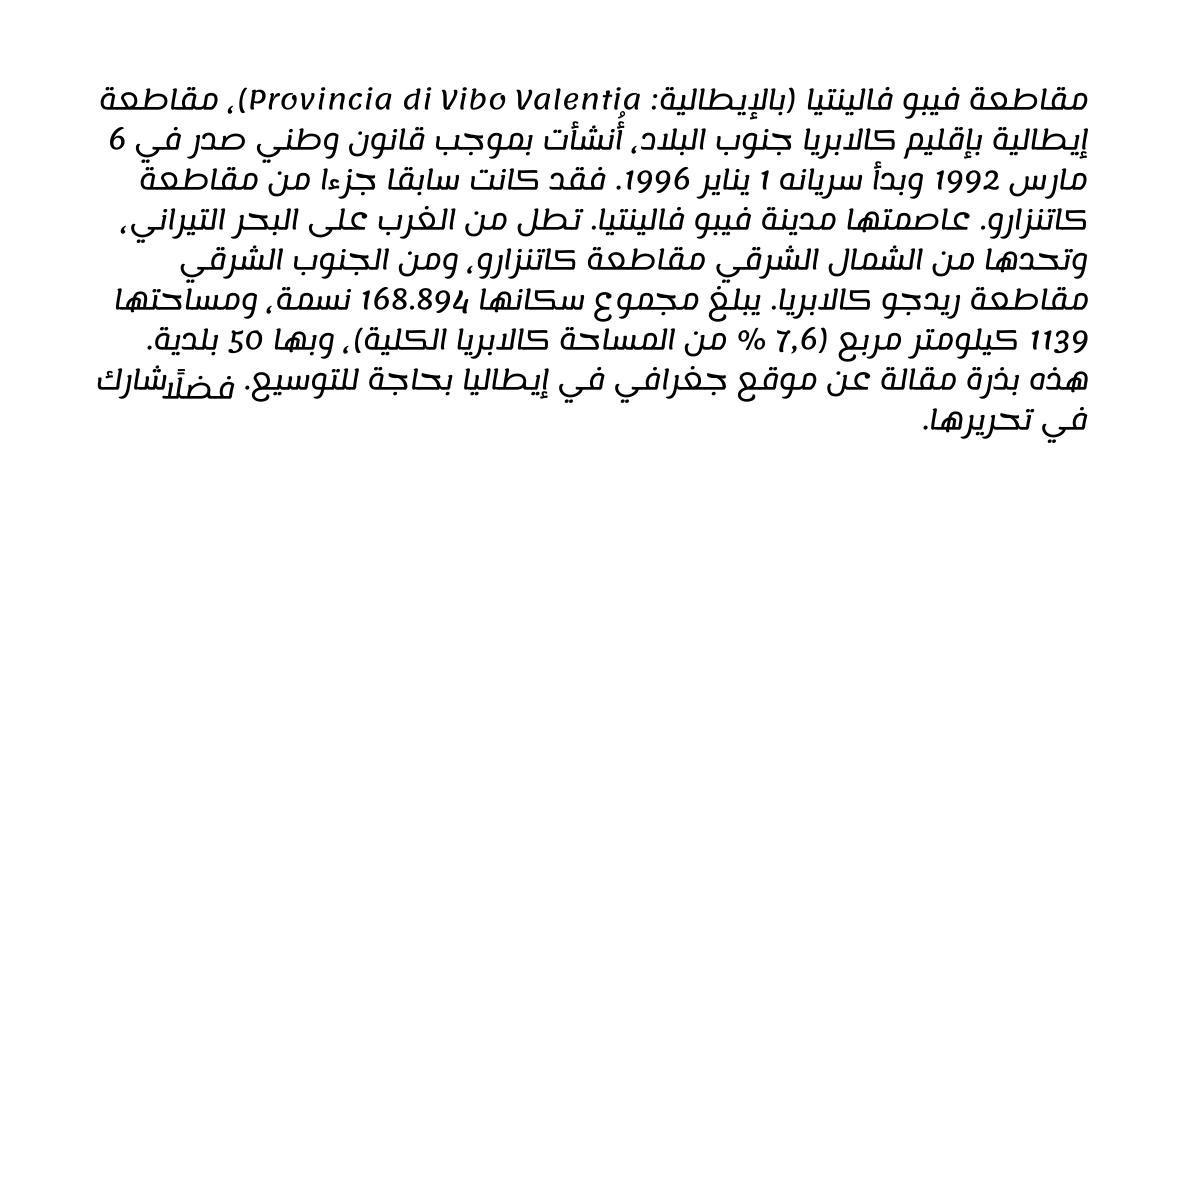 مقاطعة فيبو فالينتيا (بالإيطالية: Provincia di Vibo Valentia)، مقاطعة
إيطالية بإقليم كالابريا جنوب البلاد، أُنشأت بموجب قانون وطني صدر في 6
مارس 1992 وبدأ سريانه 1 يناير 1996. فقد كانت سابقا جزءا من مقاطعة
كاتنزارو. عاصمتها مدينة فيبو فالينتيا. تطل من الغرب على البحر التيراني،
وتحدها من الشمال الشرقي مقاطعة كاتنزارو، ومن الجنوب الشرقي
مقاطعة ريدجو كالابريا. يبلغ مجموع سكانها 168.894 نسمة، ومساحتها
1139 كيلومتر مربع (7,6 % من المساحة كالابريا الكلية)، وبها 50 بلدية.
هذه بذرة مقالة عن موقع جغرافي في إيطاليا بحاجة للتوسيع. فضلًا شارك
في تحريرها.